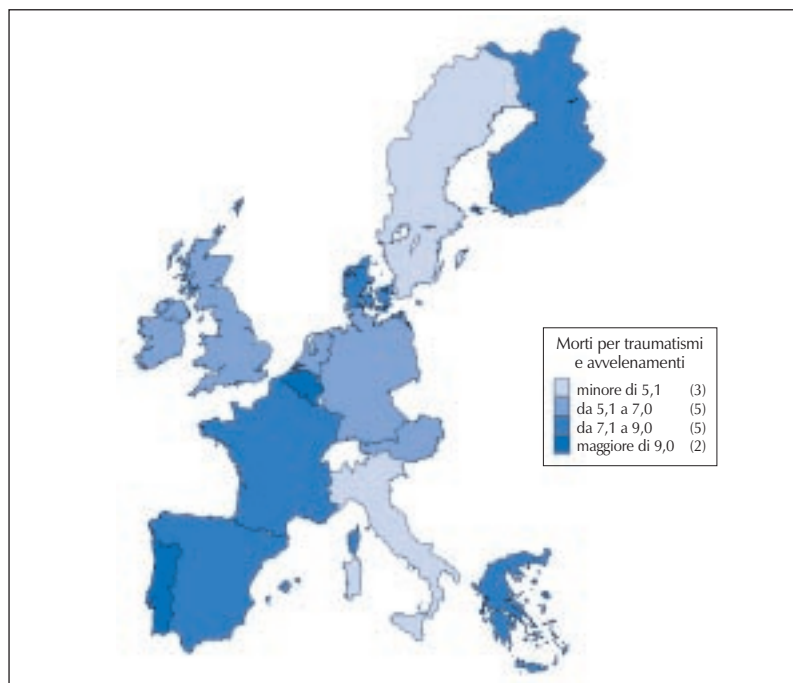 Morti per traumatismi
e avvelenamenti
minore di 5,1 (3)
da 5,1 a 7,0 (5)
da 7,1 a 9,0 (5)
maggiore di 9,0 (2)